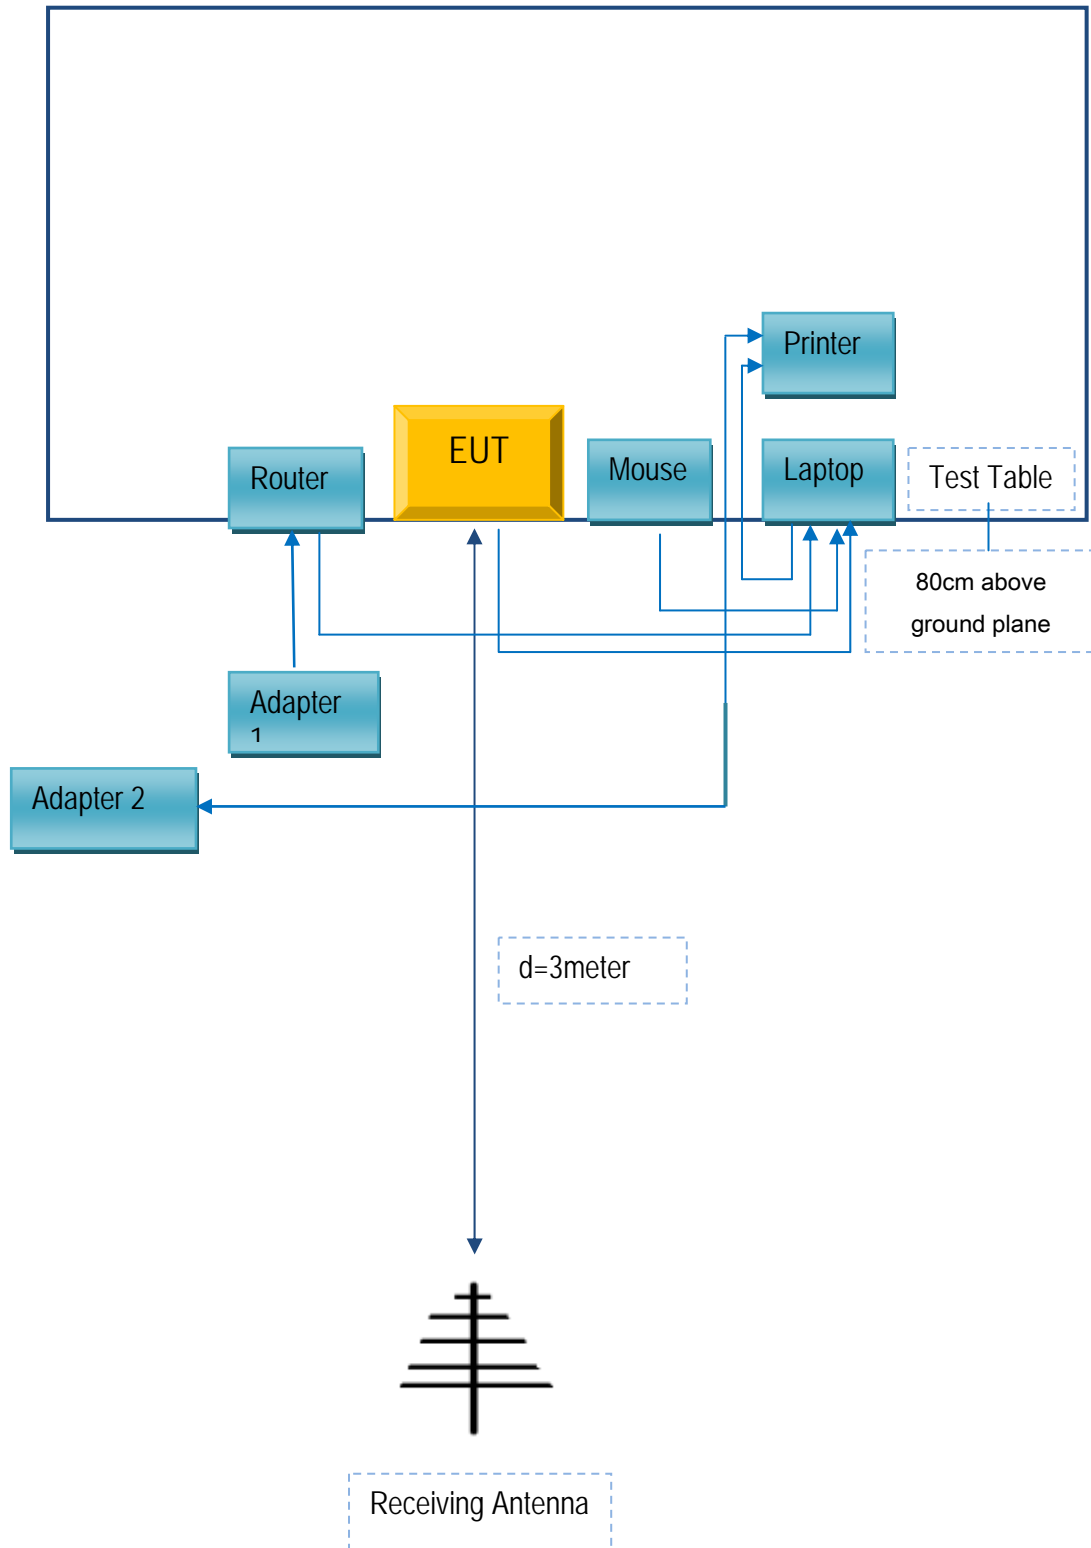 Printer
EUT
Router
Mouse
Laptop
Test Table
80cm above
ground plane
Adapter
1
Adapter 2
d=3meter
Receiving Antenna